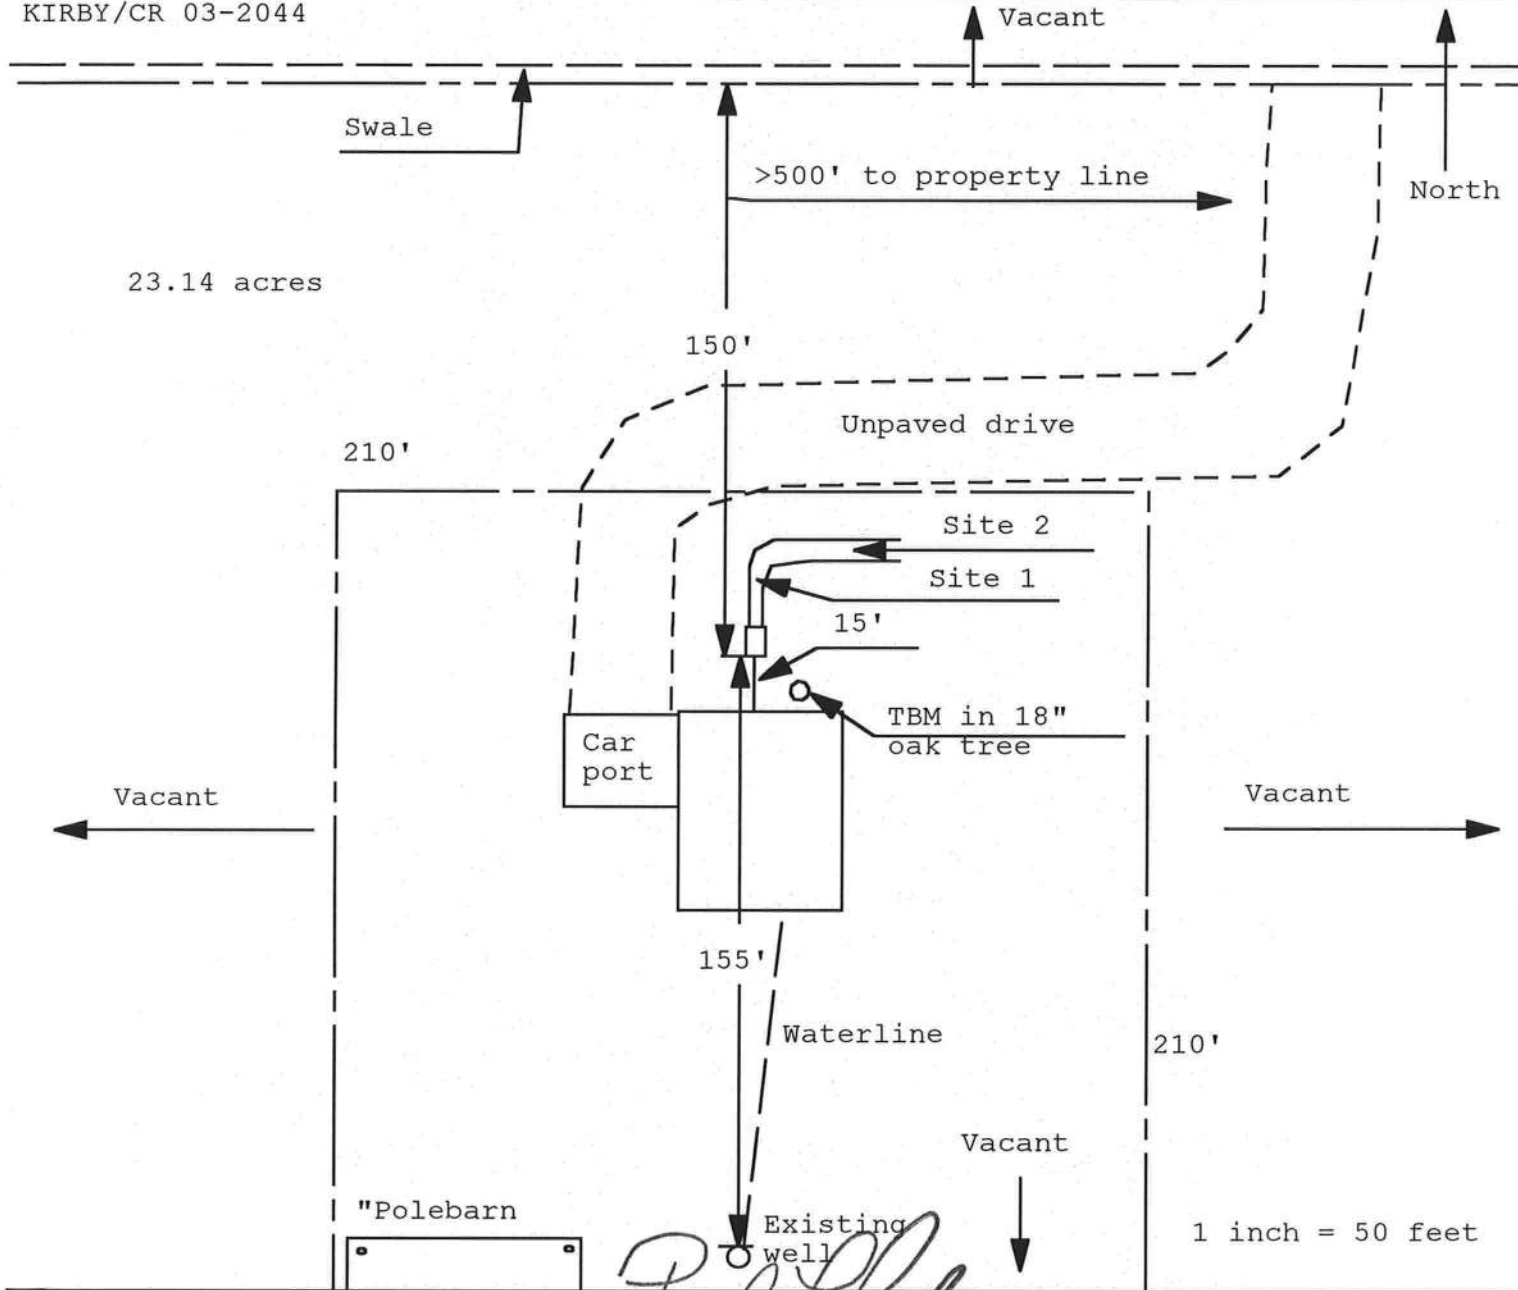 KIRBY/CR 03-2044
Vacant
Swale
>500' to property line
North
23.14 acres
150'
Unpaved drive
210'
Site 2
Site 1
15'
TBM in 18"
oak tree
Car
port
Vacant
Vacant
155'
Waterline
210'
Vacant
"Polebarn
Existing
well
1 inch = 50 feet